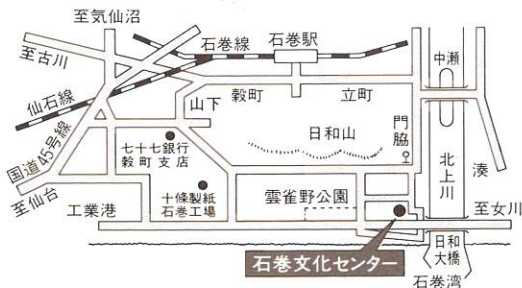 至気仙沼
至古川
石巻線
石巻駅
中瀬
仙石線
山下
穀町
立町
国道45号線
七十七銀行
穀町支店
日和山
門脇
北上川
湊
至仙台
工業港
十條製紙
石巻工場
雲雀野公園
至女川
石巻文化センター
日和
大橋
石巻湾